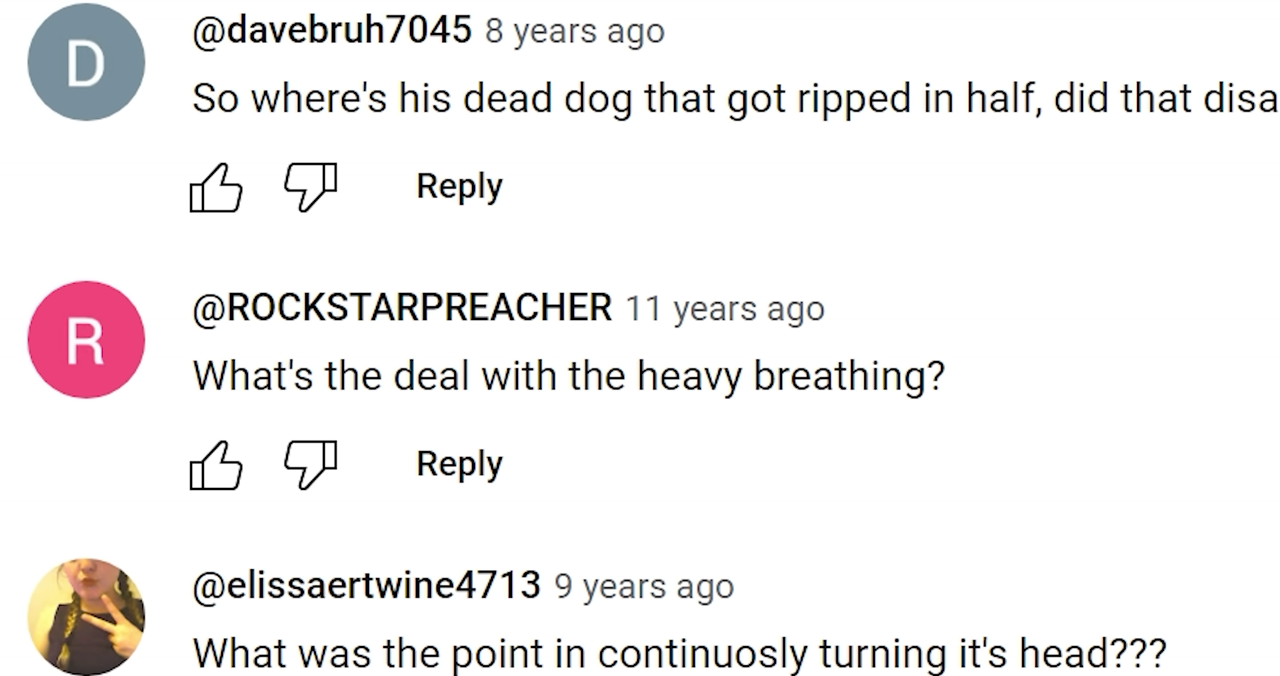 D
@davebruh7045 8 years ago
So where's his dead dog that got ripped in half, did that disa
Reply
R
@ROCKSTARPREACHER 11 years ago
What's the deal with the heavy breathing?
Reply
@elissaertwine4713 9 years ago
What was the point in continuosly turning it's head???